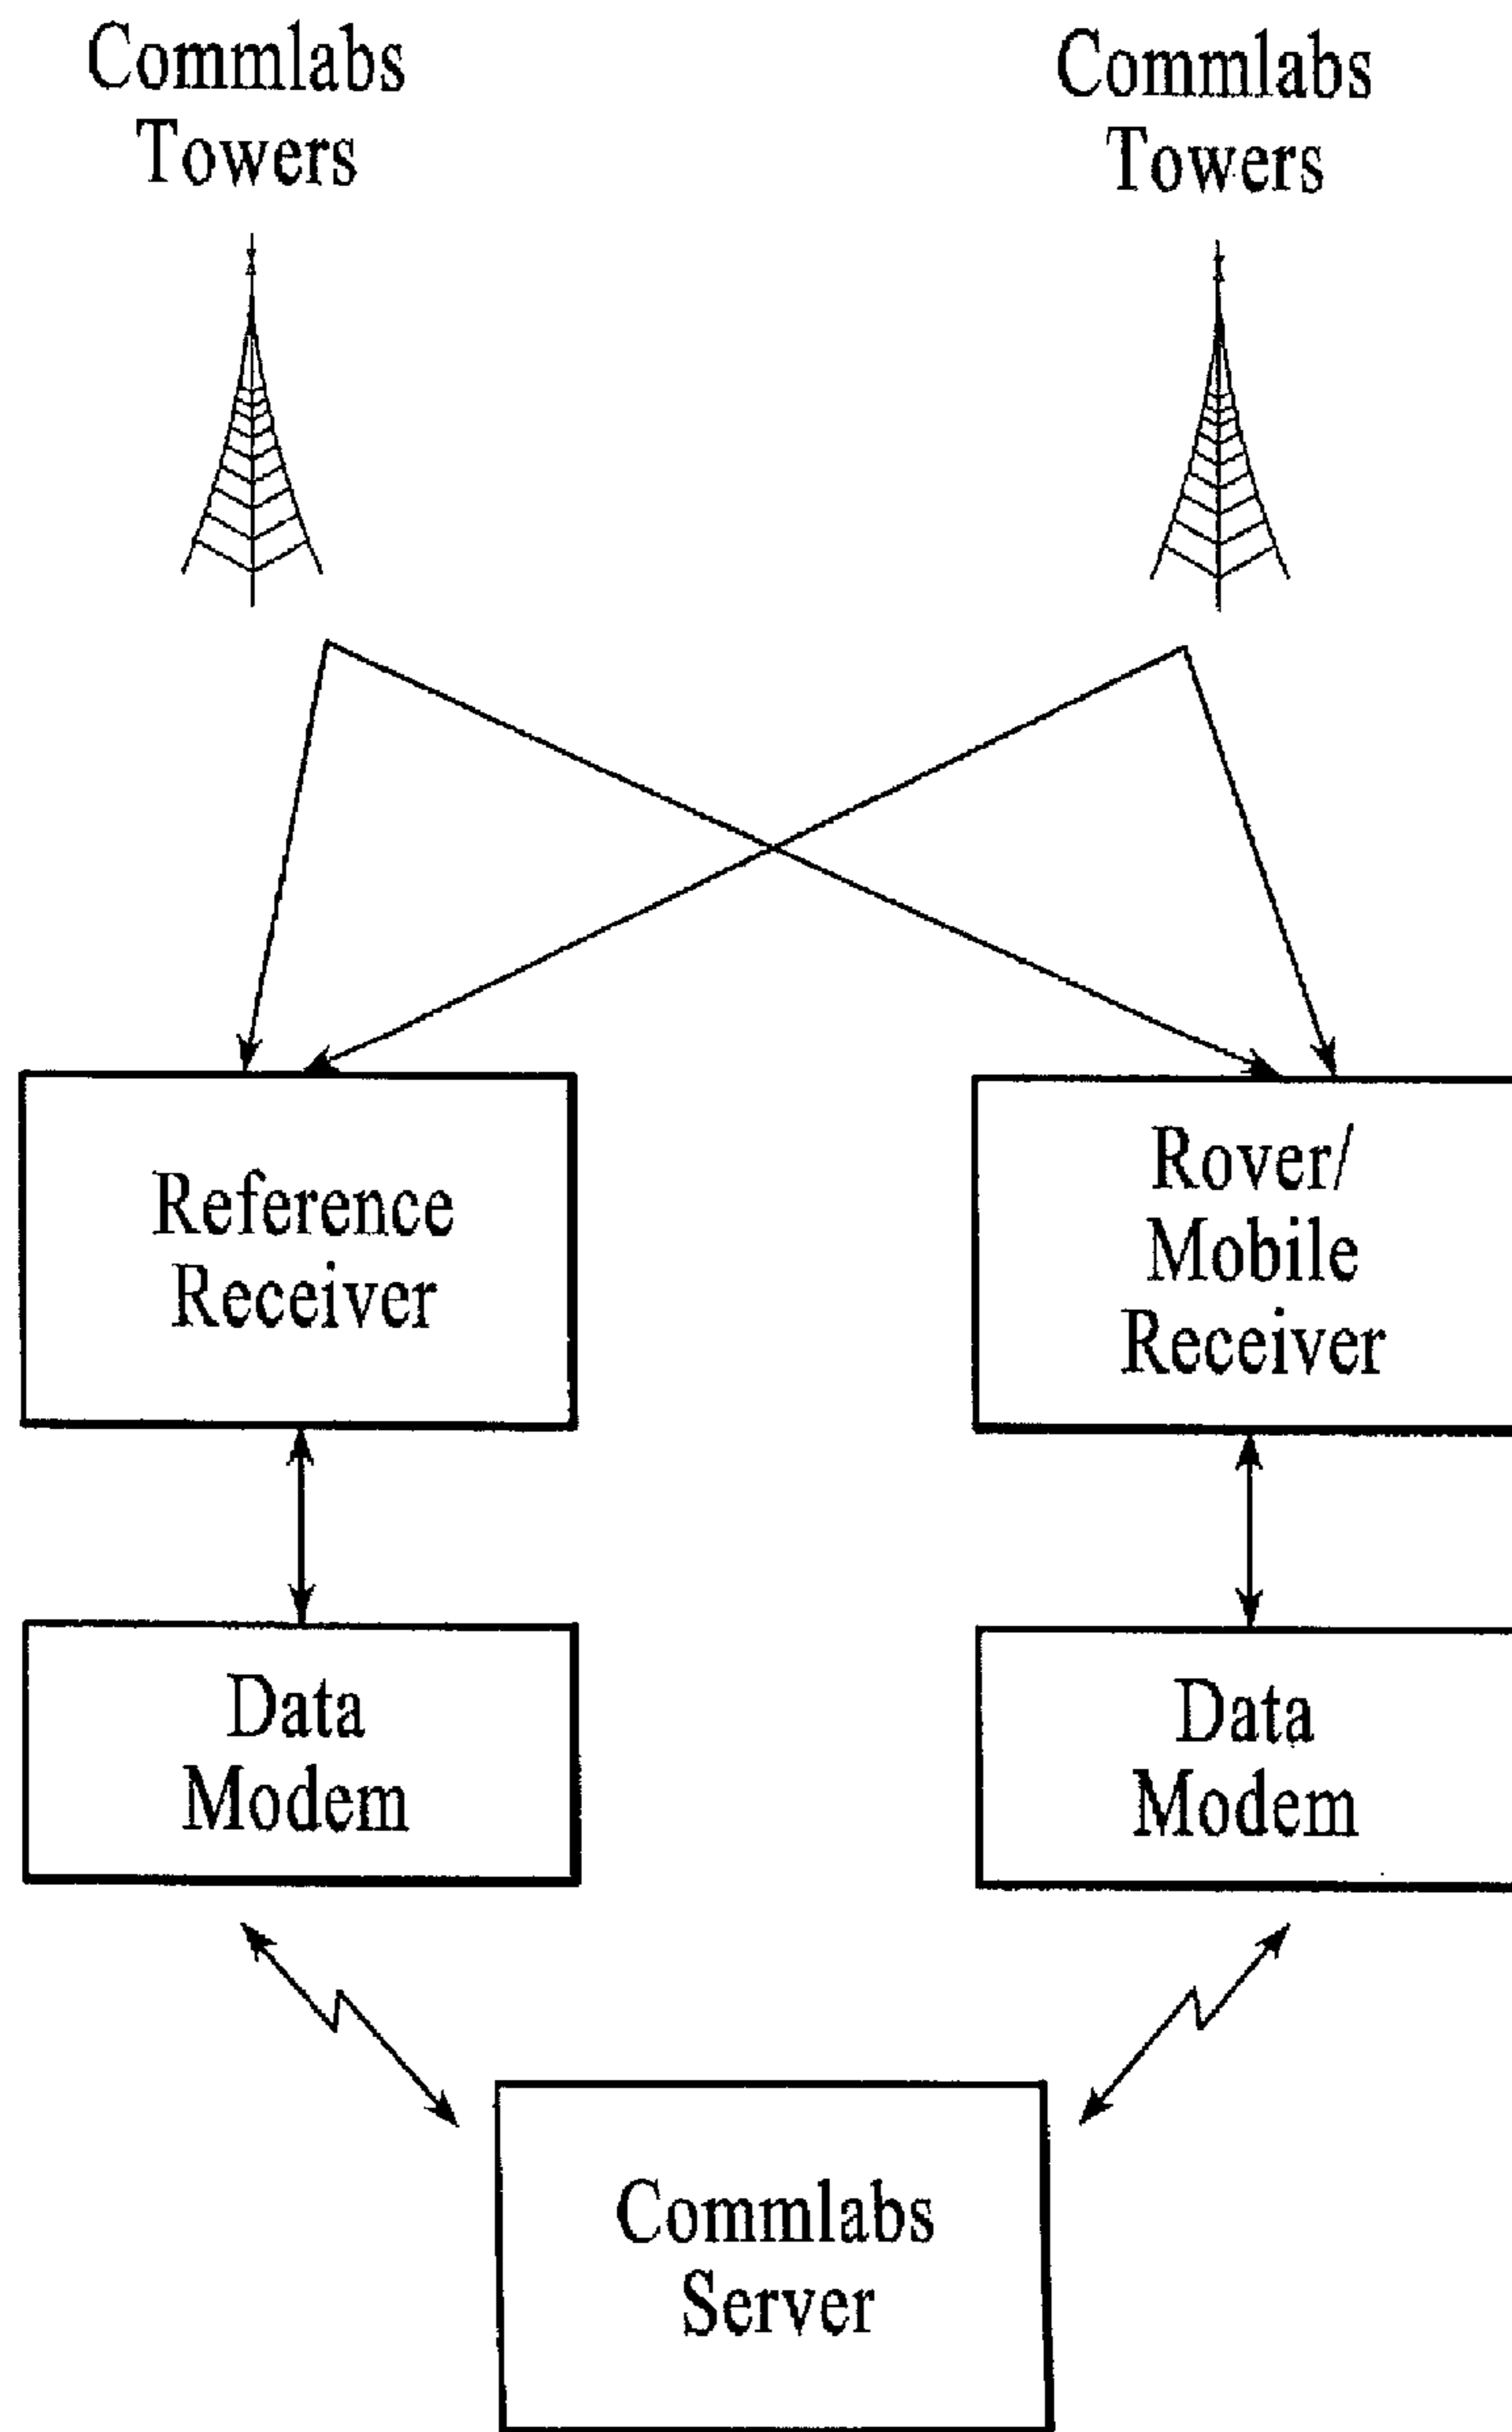 Commlabs
Towers
Commlabs
Towers
Reference
Receiver
Rover/
Mobile
Receiver
Data
Modem
Data
Modem
Commlabs
Server